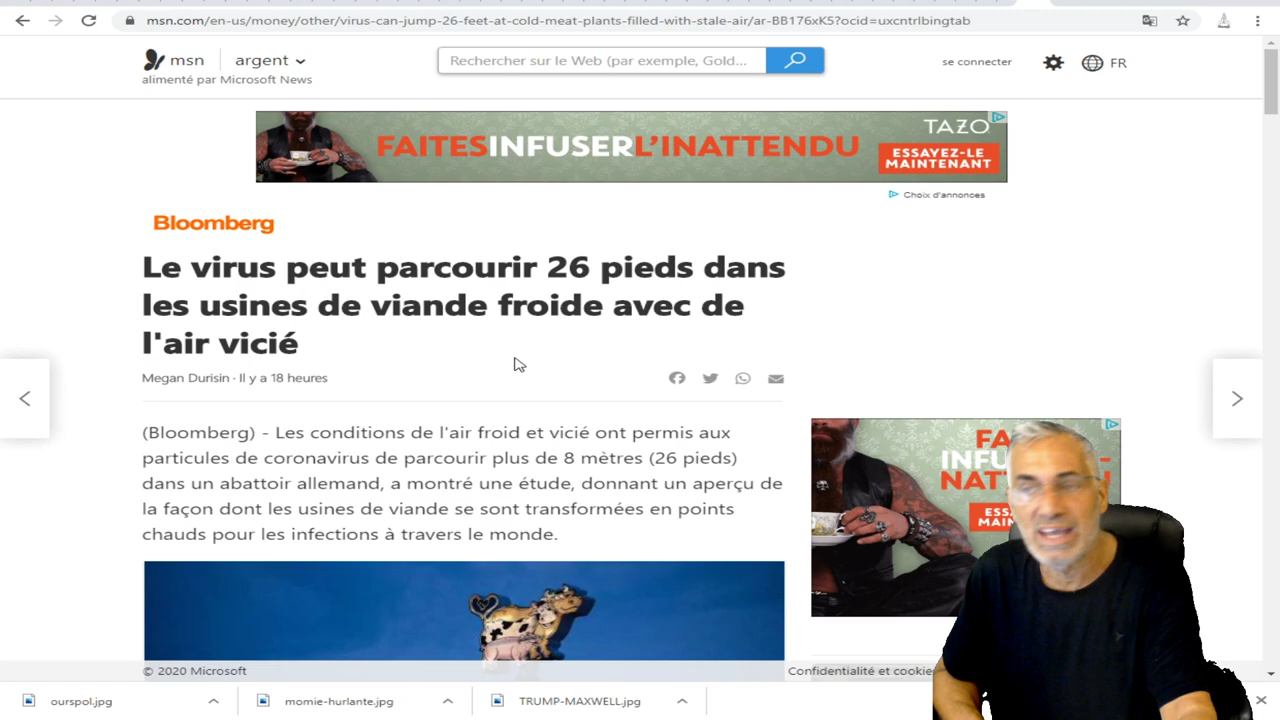 msn.com/en-us/money/other/virus-can-jump-26-feet-at-cold-meat-plants-filled-with-stale-air/ar-BB176xK5?ocid=uxcntrlbingtab
msn argent
alimenté par Microsoft News
Rechercher sur le Web (par exemple, Gold...
se connecter
FR
FAITESINFUSERL'INATTENDU
TAZO
ESSAYEZ-LE
MAINTENANT
Choix d'annonces
Bloomberg
Le virus peut parcourir 26 pieds dans
les usines de viande froide avec de
l'air vicié
Megan Durisin · Il y a 18 heures
(Bloomberg) - Les conditions de l'air froid et vicié ont permis aux
particules de coronavirus de parcourir plus de 8 mètres (26 pieds)
dans un abattoir allemand, a montré une étude, donnant un aperçu de
la façon dont les usines de viande se sont transformées en points
chauds pour les infections à travers le monde.
© 2020 Microsoft
Confidentialité et cookies
ourspol.jpg
momie-hurlante.jpg
TRUMP-MAXWELL.jpg